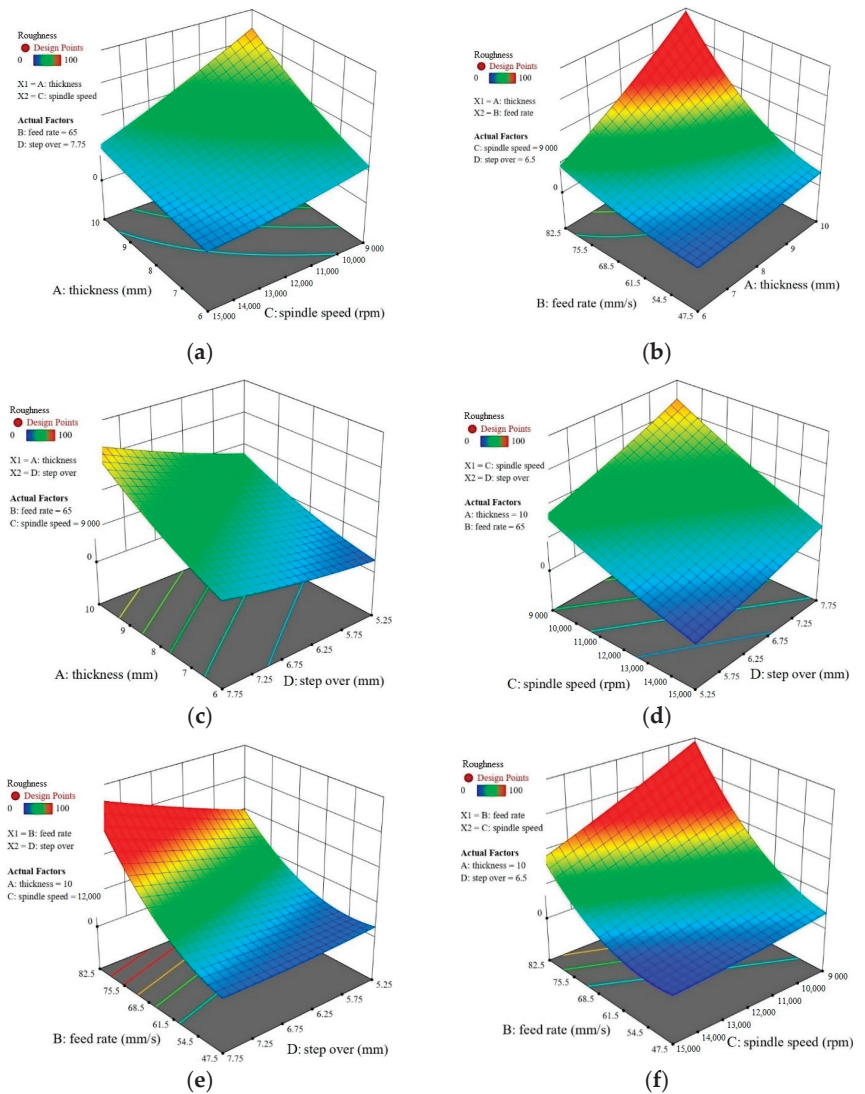 Roughness
Design Points
0 100
X1 = A: thickness
X2 = C: spindle speed
Actual Factors
B: feed rate = 65
D: step over = 7.75
0
10
9
8
7
6
A: thickness (mm)
15,000
14,000
13,000
12,000
11,000
10,000
9 000
C: spindle speed (rpm)
(a)
Roughness
Design Points
0 100
X1 = A: thickness
X2 = B: feed rate
Actual Factors
C: spindle speed = 9 000
D: step over = 6.5
0
82.5
75.5
68.5
61.5
54.5
47.5
B: feed rate (mm/s)
6
7
8
9
10
A: thickness (mm)
(b)
Roughness
Design Points
0 100
X1 = A: thickness
X2 = D: step over
Actual Factors
B: feed rate = 65
C: spindle speed = 9 000
0
10
9
8
7
6
A: thickness (mm)
7.75
7.25
6.75
6.25
5.75
5.25
D: step over (mm)
(c)
Roughness
Design Points
0 100
X1 = C: spindle speed
X2 = D: step over
Actual Factors
A: thickness = 10
B: feed rate = 65
0
9 000
10,000
11,000
12,000
13,000
14,000
15,000
C: spindle speed (rpm)
5.25
5.75
6.25
6.75
7.25
7.75
D: step over (mm)
(d)
Roughness
Design Points
0 100
X1 = B: feed rate
X2 = D: step over
Actual Factors
A: thickness = 10
C: spindle speed = 12,000
0
82.5
75.5
68.5
61.5
54.5
47.5
B: feed rate (mm/s)
7.75
7.25
6.75
6.25
5.75
5.25
D: step over (mm)
(e)
Roughness
Design Points
0 100
X1 = B: feed rate
X2 = C: spindle speed
Actual Factors
A: thickness = 10
D: step over = 6.5
0
82.5
75.5
68.5
61.5
54.5
47.5
B: feed rate (mm/s)
15,000
14,000
13,000
12,000
11,000
10,000
9 000
C: spindle speed (rpm)
(f)